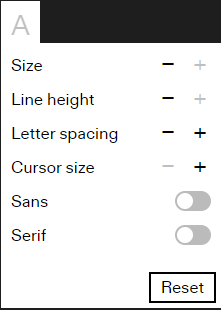 A
Size − +
Line height − +
Letter spacing − +
Cursor size − +
Sans
Serif
Reset